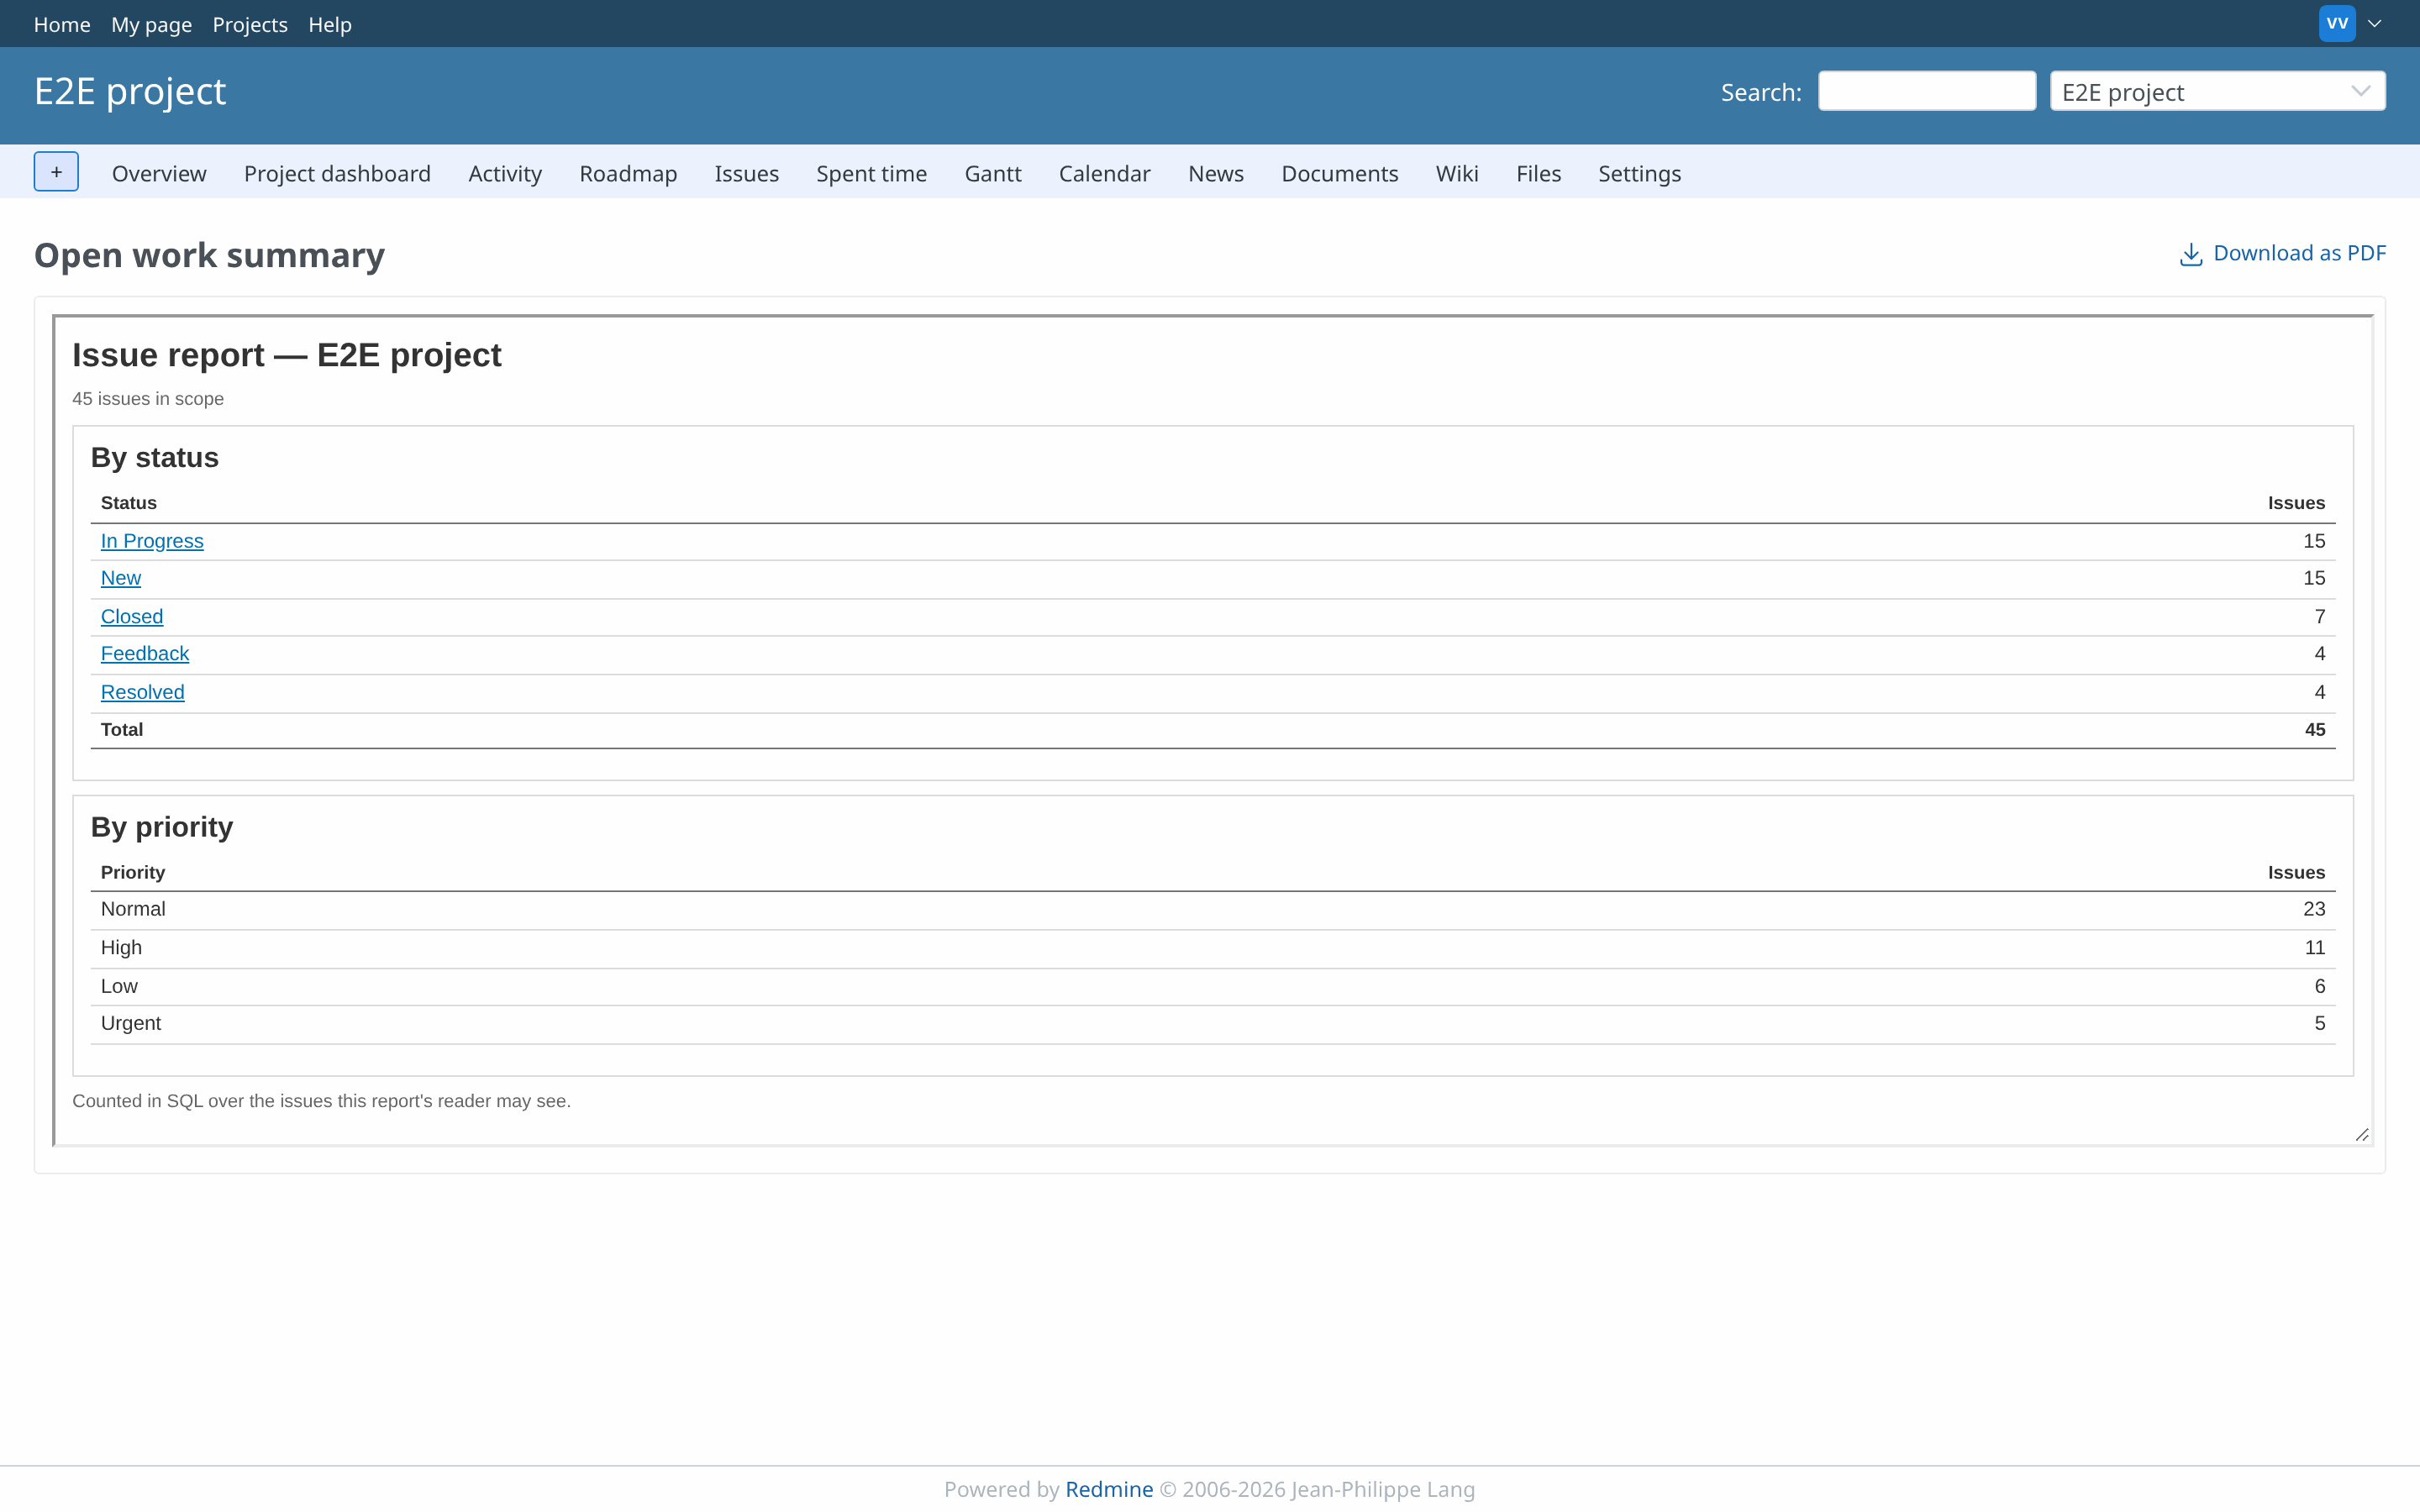 Home My page Projects Help VV
E2E project Search: E2E project
+ Overview Project dashboard Activity Roadmap Issues Spent time Gantt Calendar News Documents Wiki Files Settings
Open work summary Download as PDF
Issue report — E2E project
45 issues in scope
By status
Status Issues
In Progress 15
New 15
Closed 7
Feedback 4
Resolved 4
Total 45
By priority
Priority Issues
Normal 23
High 11
Low 6
Urgent 5
Counted in SQL over the issues this report's reader may see.
Powered by Redmine © 2006-2026 Jean-Philippe Lang